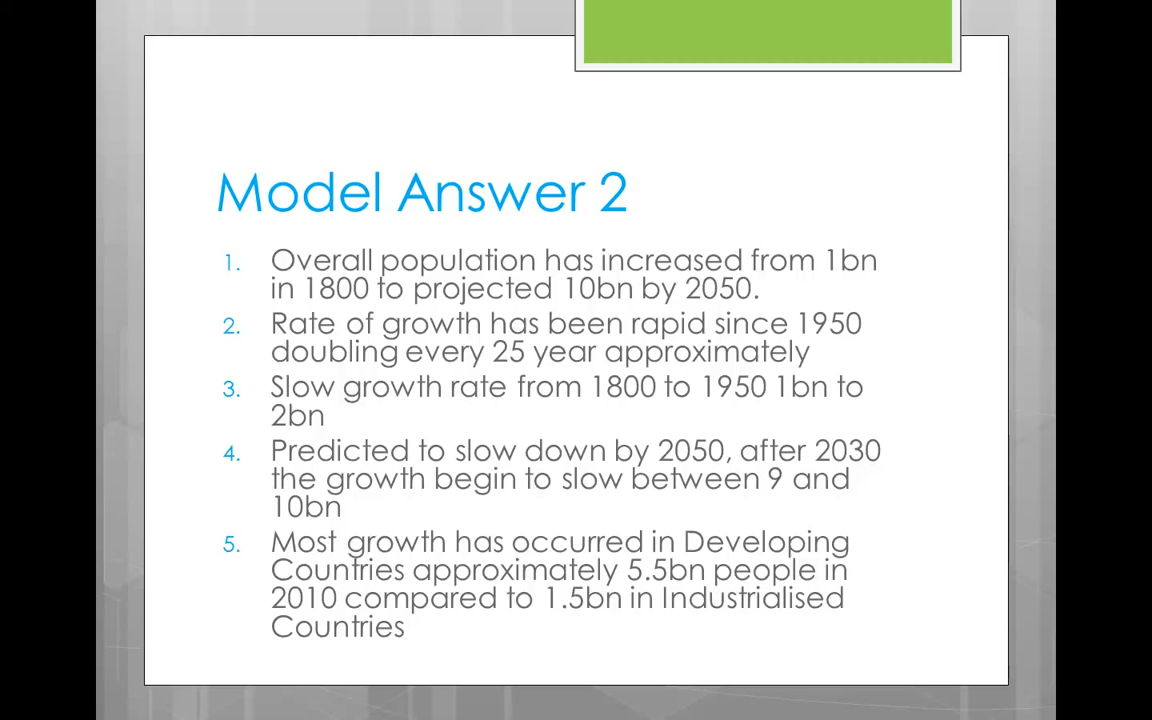 Model Answer 2
1. Overall population has increased from 1bn
in 1800 to projected 10bn by 2050.
2. Rate of growth has been rapid since 1950
doubling every 25 year approximately
3. Slow growth rate from 1800 to 1950 1bn to
2bn
4. Predicted to slow down by 2050, after 2030
the growth begin to slow between 9 and
10bn
5. Most growth has occurred in Developing
Countries approximately 5.5bn people in
2010 compared to 1.5bn in Industrialised
Countries